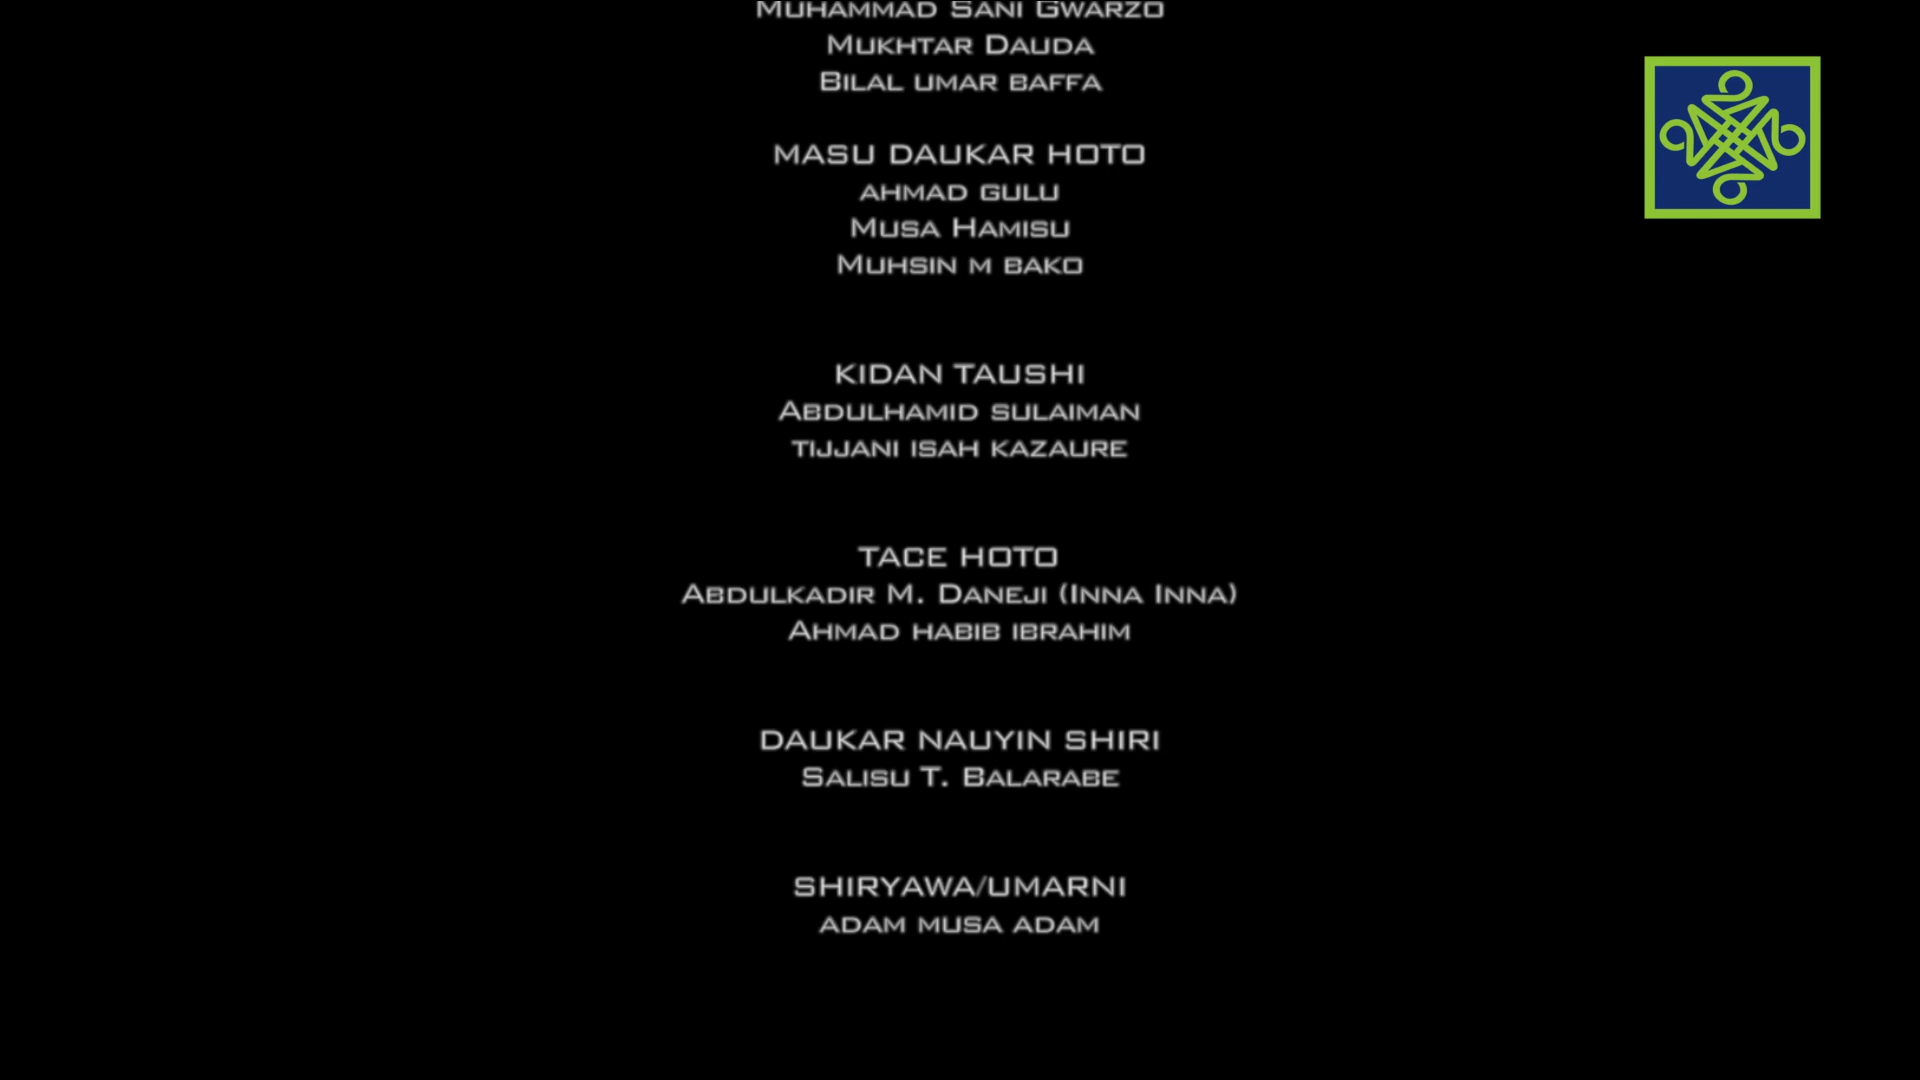 Muhammad Sani Gwarzo
Mukhtar Dauda
Bilal umar baffa
MASU DAUKAR HOTO
AHMAD GULU
Musa Hamisu
Muhsin m bako
KIDAN TAUSHI
Abdulhamid sulaiman
TIJJANI ISAH KAZAURE
TACE HOTO
Abdulkadir M. Daneji (Inna Inna)
Ahmad habib ibrahim
DAUKAR NAUYIN SHIRI
Salisu T. Balarabe
SHIRYAWA/UMARNI
ADAM MUSA ADAM